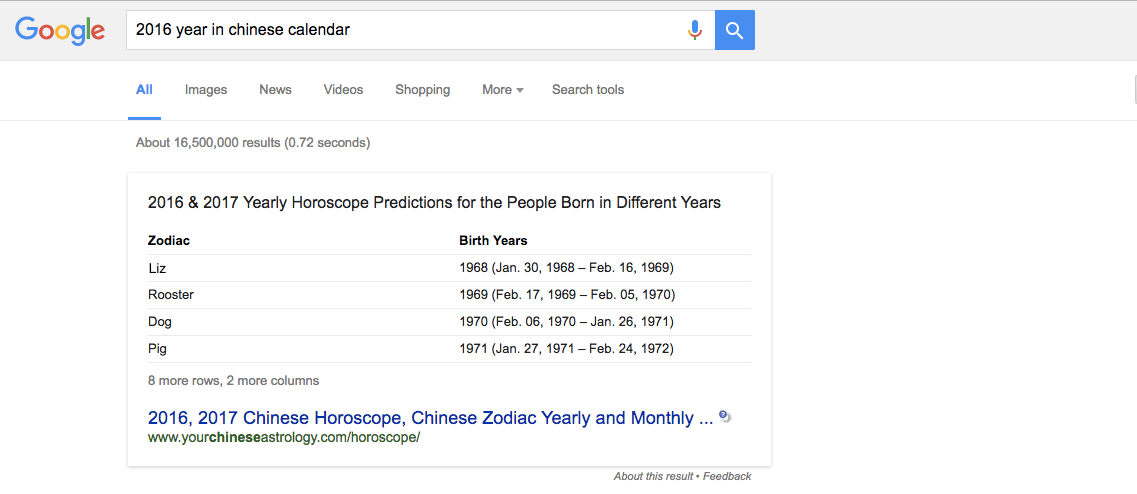 Google 2016 year in chinese calendar
All Images News Videos Shopping More Search tools
About 16,500,000 results (0.72 seconds)
2016 & 2017 Yearly Horoscope Predictions for the People Born in Different Years
Zodiac Birth Years
Liz 1968 (Jan. 30, 1968 – Feb. 16, 1969)
Rooster 1969 (Feb. 17, 1969 – Feb. 05, 1970)
Dog 1970 (Feb. 06, 1970 – Jan. 26, 1971)
Pig 1971 (Jan. 27, 1971 – Feb. 24, 1972)
8 more rows, 2 more columns
2016, 2017 Chinese Horoscope, Chinese Zodiac Yearly and Monthly ... ?
www.yourchineseastrology.com/horoscope/
About this result • Feedback